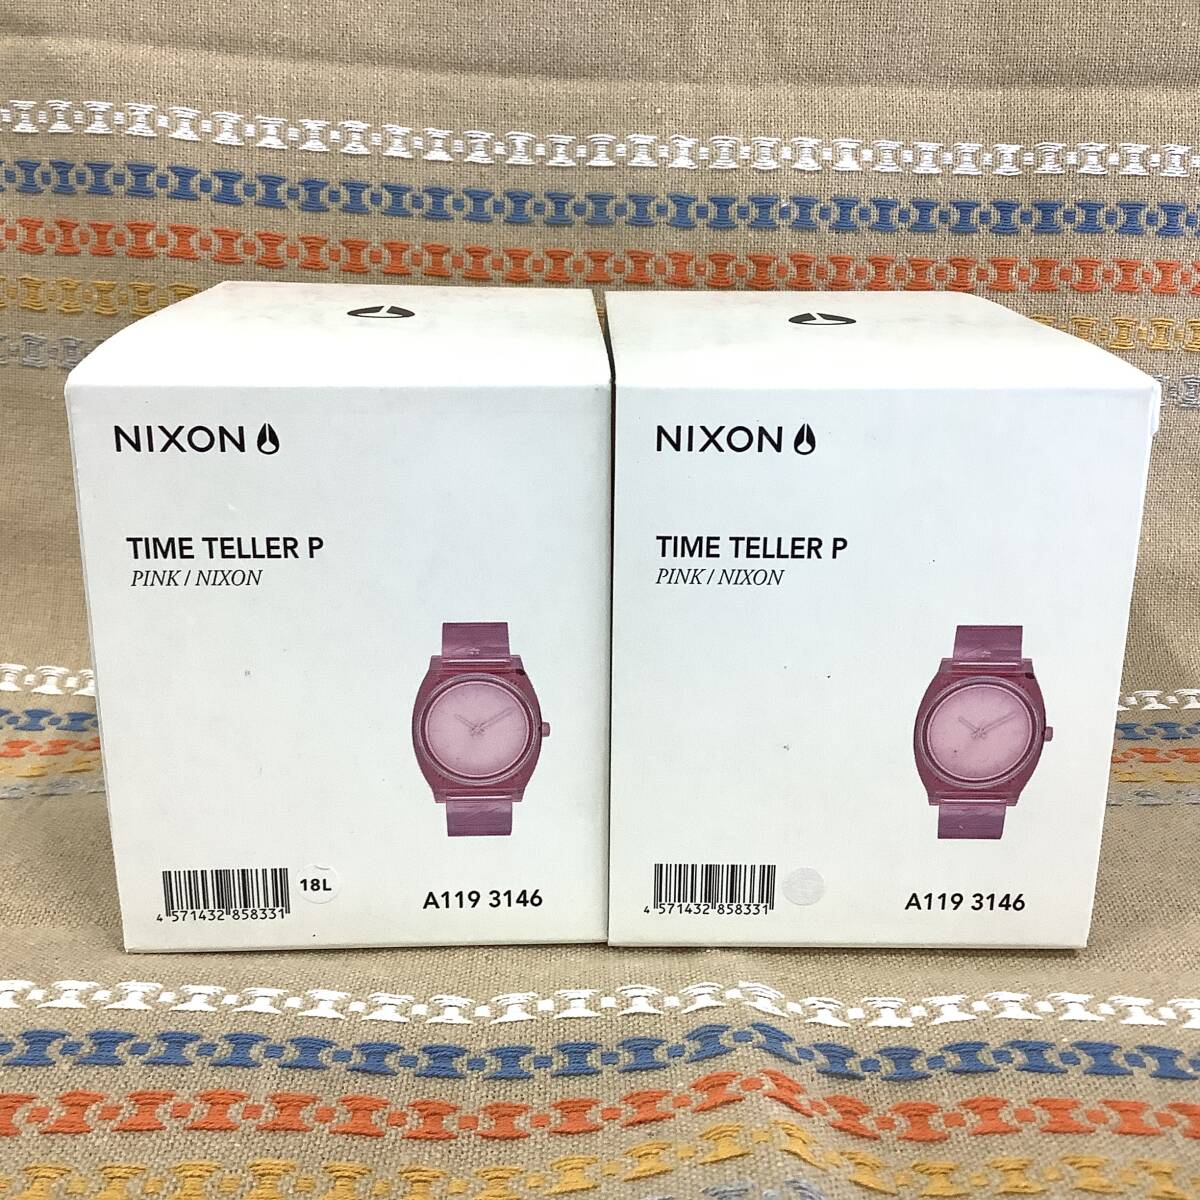 NIXON
TIME TELLER P
PINK / NIXON
18L
4 571432 858331
A119 3146
NIXON
TIME TELLER P
PINK / NIXON
4 571432 858331
A119 3146